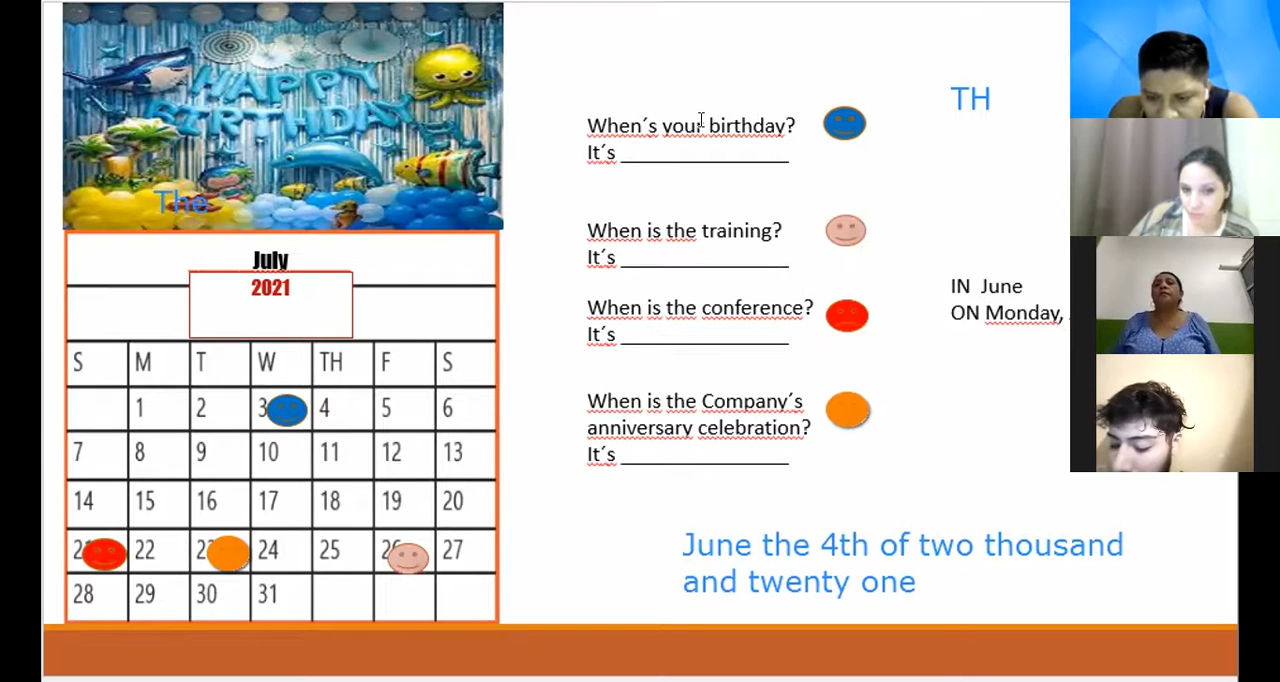 HAPPY
BIRTHDAY
The
July
2021
S M T W TH F S
1 2 3 4 5 6
7 8 9 10 11 12 13
14 15 16 17 18 19 20
22 24 25 27
28 29 30 31
When´s your birthday?
It´s
When is the training?
It´s
When is the conference?
It´s
When is the Company´s
anniversary celebration?
It´s
TH
IN June
ON Monday,
June the 4th of two thousand
and twenty one